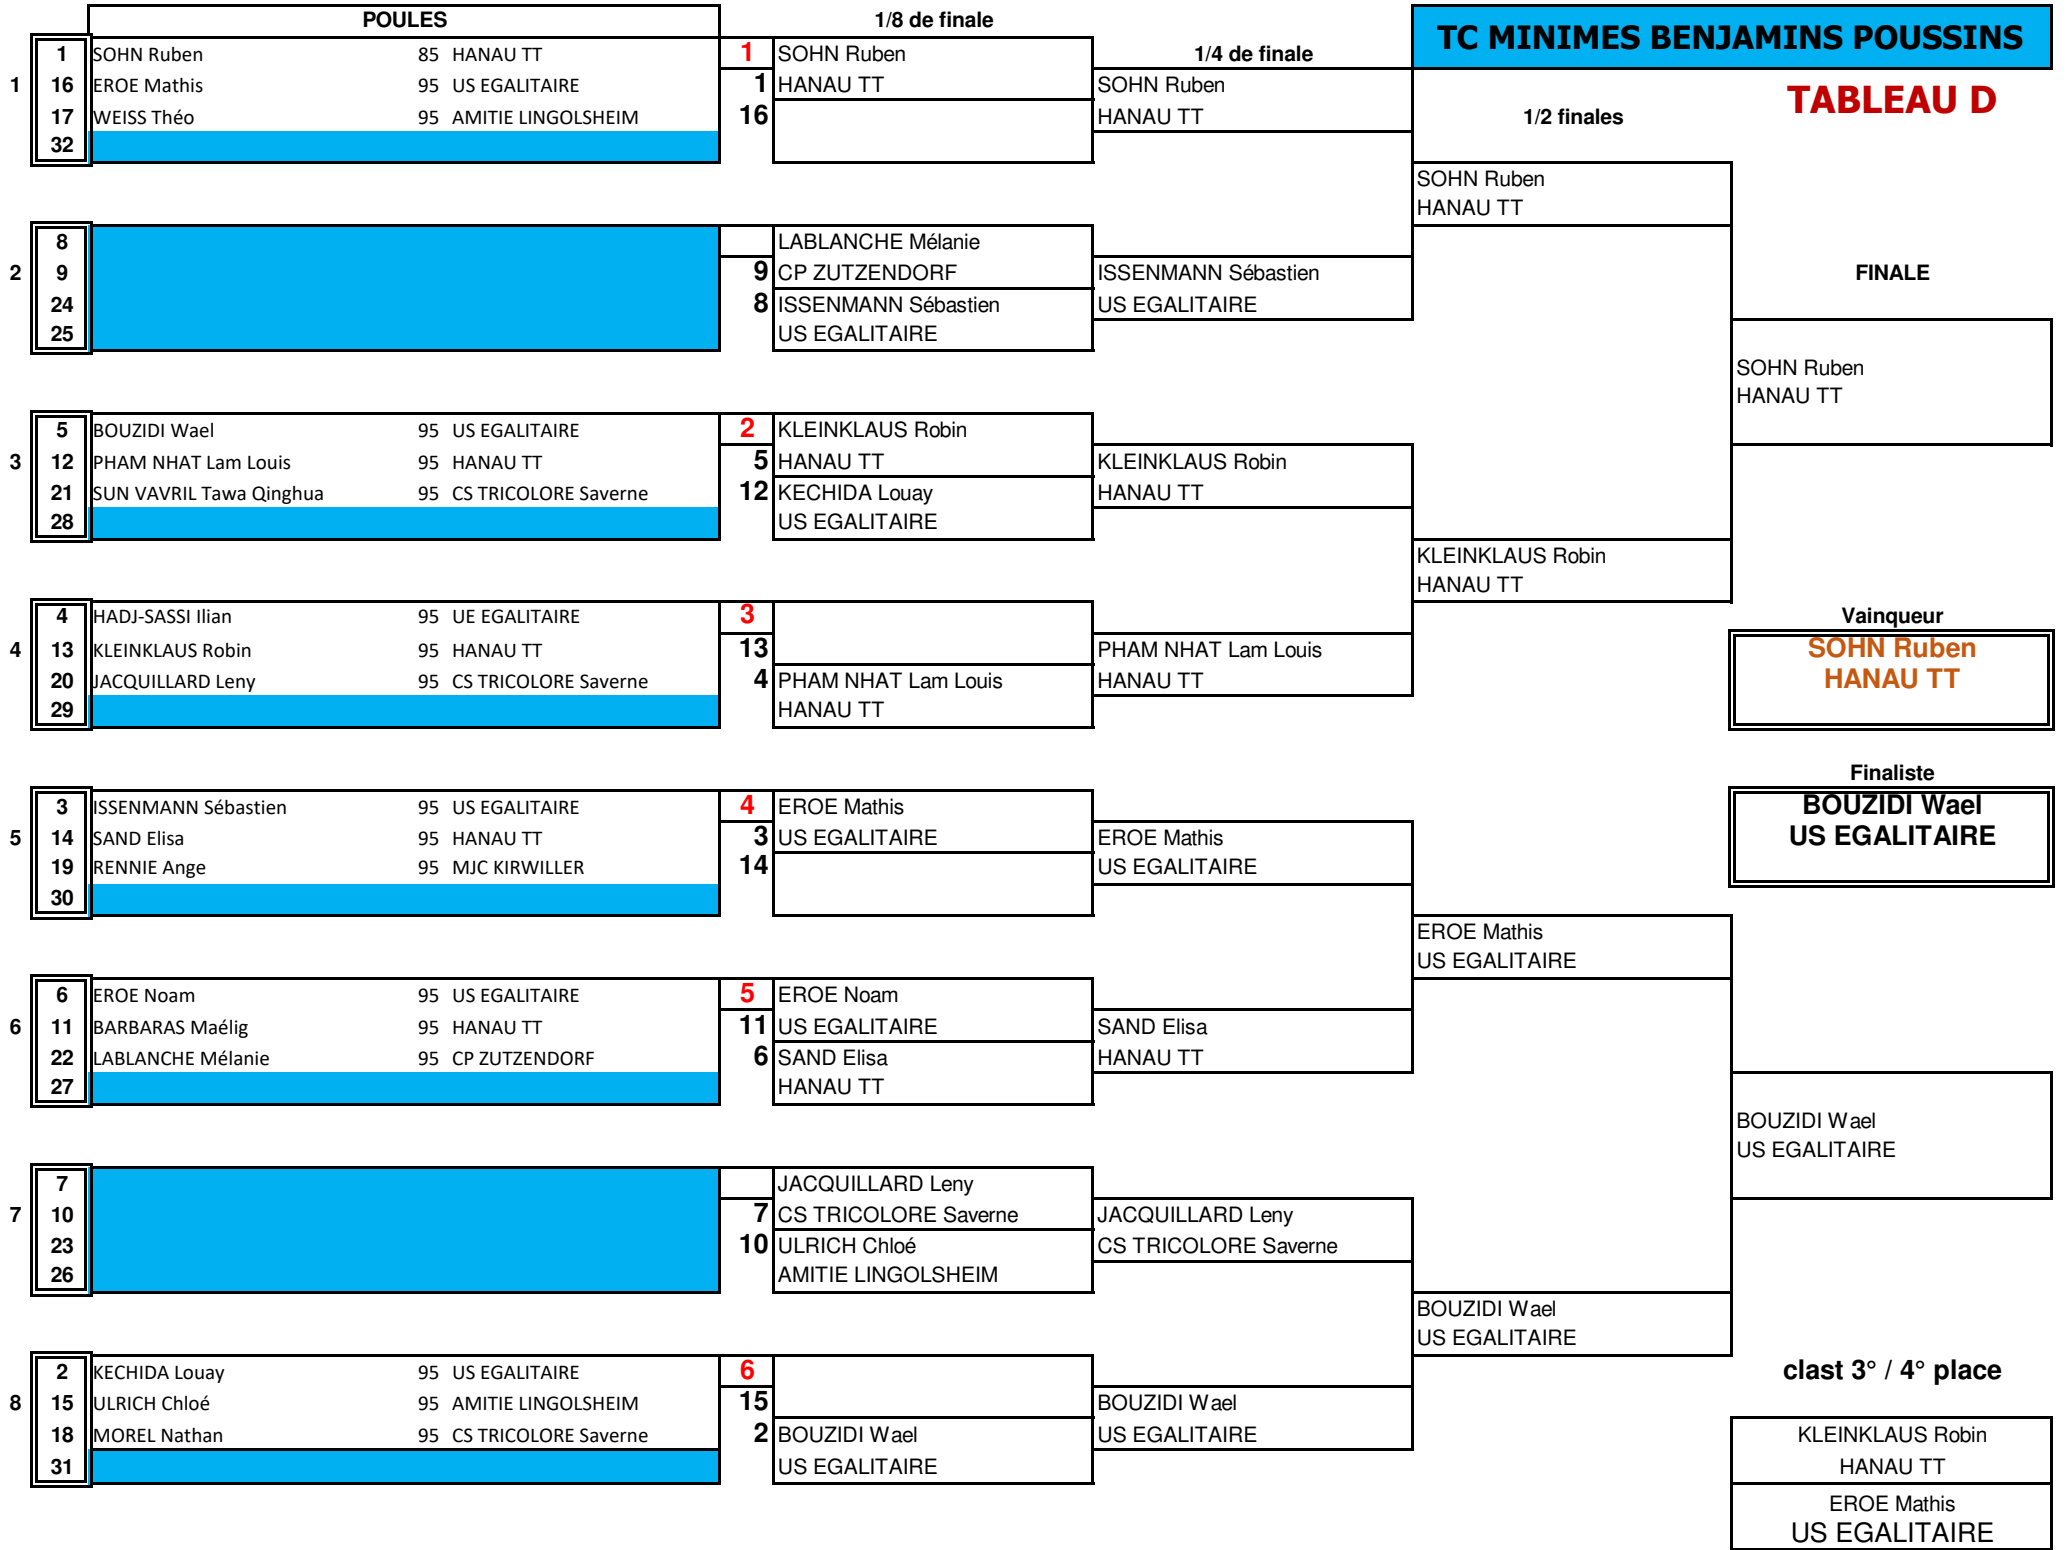 POULES 1/8 de finale
TC MINIMES BENJAMINS POUSSINS
1 SOHN Ruben 85 HANAU TT 1 SOHN Ruben 1/4 de finale
1 16 EROE Mathis 95 US EGALITAIRE 1 HANAU TT SOHN Ruben TABLEAU D
17 WEISS Théo 95 AMITIE LINGOLSHEIM 16 HANAU TT 1/2 finales
32
SOHN Ruben
HANAU TT
8 LABLANCHE Mélanie
2 9 9 CP ZUTZENDORF ISSENMANN Sébastien FINALE
24 8 ISSENMANN Sébastien US EGALITAIRE
25 US EGALITAIRE
SOHN Ruben
HANAU TT
5 BOUZIDI Wael 95 US EGALITAIRE 2 KLEINKLAUS Robin
3 12 PHAM NHAT Lam Louis 95 HANAU TT 5 HANAU TT KLEINKLAUS Robin
21 SUN VAVRIL Tawa Qinghua 95 CS TRICOLORE Saverne 12 KECHIDA Louay HANAU TT
28 US EGALITAIRE
KLEINKLAUS Robin
HANAU TT
4 HADJ-SASSI Ilian 95 UE EGALITAIRE 3 Vainqueur
4 13 KLEINKLAUS Robin 95 HANAU TT 13 PHAM NHAT Lam Louis SOHN Ruben
20 JACQUILLARD Leny 95 CS TRICOLORE Saverne 4 PHAM NHAT Lam Louis HANAU TT HANAU TT
29 HANAU TT
Finaliste
3 ISSENMANN Sébastien 95 US EGALITAIRE 4 EROE Mathis BOUZIDI Wael
5 14 SAND Elisa 95 HANAU TT 3 US EGALITAIRE EROE Mathis US EGALITAIRE
19 RENNIE Ange 95 MJC KIRWILLER 14 US EGALITAIRE
30
EROE Mathis
US EGALITAIRE
6 EROE Noam 95 US EGALITAIRE 5 EROE Noam
6 11 BARBARAS Maélig 95 HANAU TT 11 US EGALITAIRE SAND Elisa
22 LABLANCHE Mélanie 95 CP ZUTZENDORF 6 SAND Elisa HANAU TT
27 HANAU TT
BOUZIDI Wael
US EGALITAIRE
7 JACQUILLARD Leny
7 10 7 CS TRICOLORE Saverne JACQUILLARD Leny
23 10 ULRICH Chloé CS TRICOLORE Saverne
26 AMITIE LINGOLSHEIM
BOUZIDI Wael
US EGALITAIRE
2 KECHIDA Louay 95 US EGALITAIRE 6 clast 3° / 4° place
8 15 ULRICH Chloé 95 AMITIE LINGOLSHEIM 15 BOUZIDI Wael
18 MOREL Nathan 95 CS TRICOLORE Saverne 2 BOUZIDI Wael US EGALITAIRE KLEINKLAUS Robin
31 US EGALITAIRE HANAU TT
EROE Mathis
US EGALITAIRE